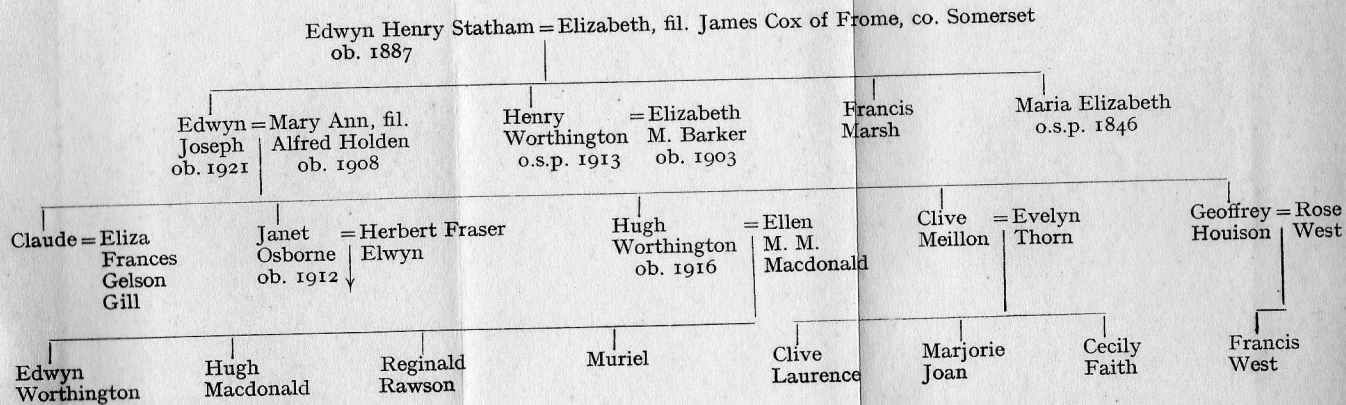 Edwyn Henry Statham = Elizabeth, fil. James Cox of Frome, co. Somerset
ob. 1887
Edwyn = Mary Ann, fil.
Joseph Alfred Holden
ob. 1921 ob. 1908
Henry = Elizabeth
Worthington M. Barker
o.s.p. 1913 ob. 1903
Francis
Marsh
Maria Elizabeth
o.s.p. 1846
Claude = Eliza
Frances
Gelson
Gill
Janet = Herbert Fraser
Osborne Elwyn
ob. 1912
Hugh = Ellen
Worthington M. M.
ob. 1916 Macdonald
Clive = Evelyn
Meillon Thorn
Geoffrey = Rose
Houison West
Edwyn
Worthington
Hugh
Macdonald
Reginald
Rawson
Muriel
Clive
Laurence
Marjorie
Joan
Cecily
Faith
Francis
West